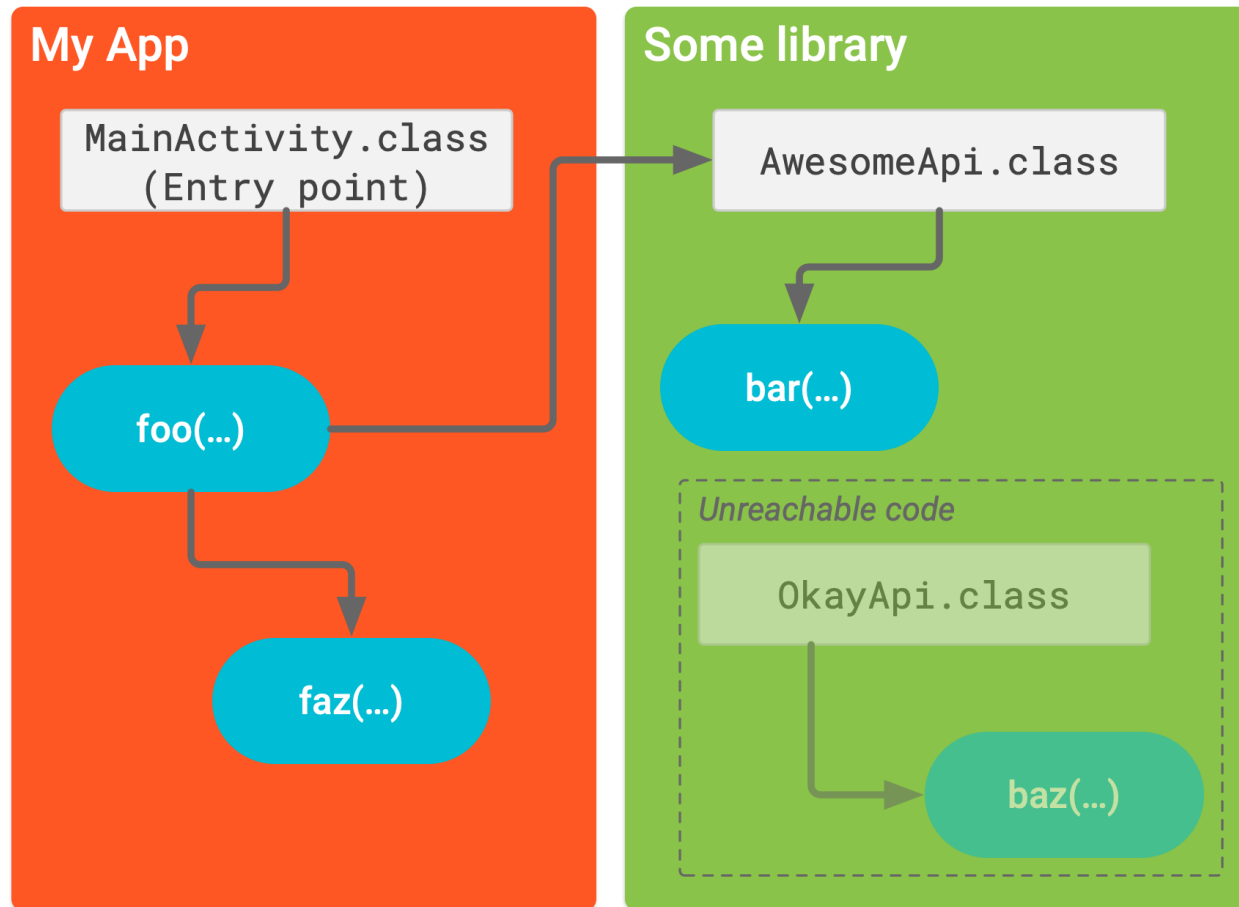 My App
MainActivity.class
(Entry point)
foo(…)
faz(…)
Some library
AwesomeApi.class
bar(…)
Unreachable code
OkayApi.class
baz(…)